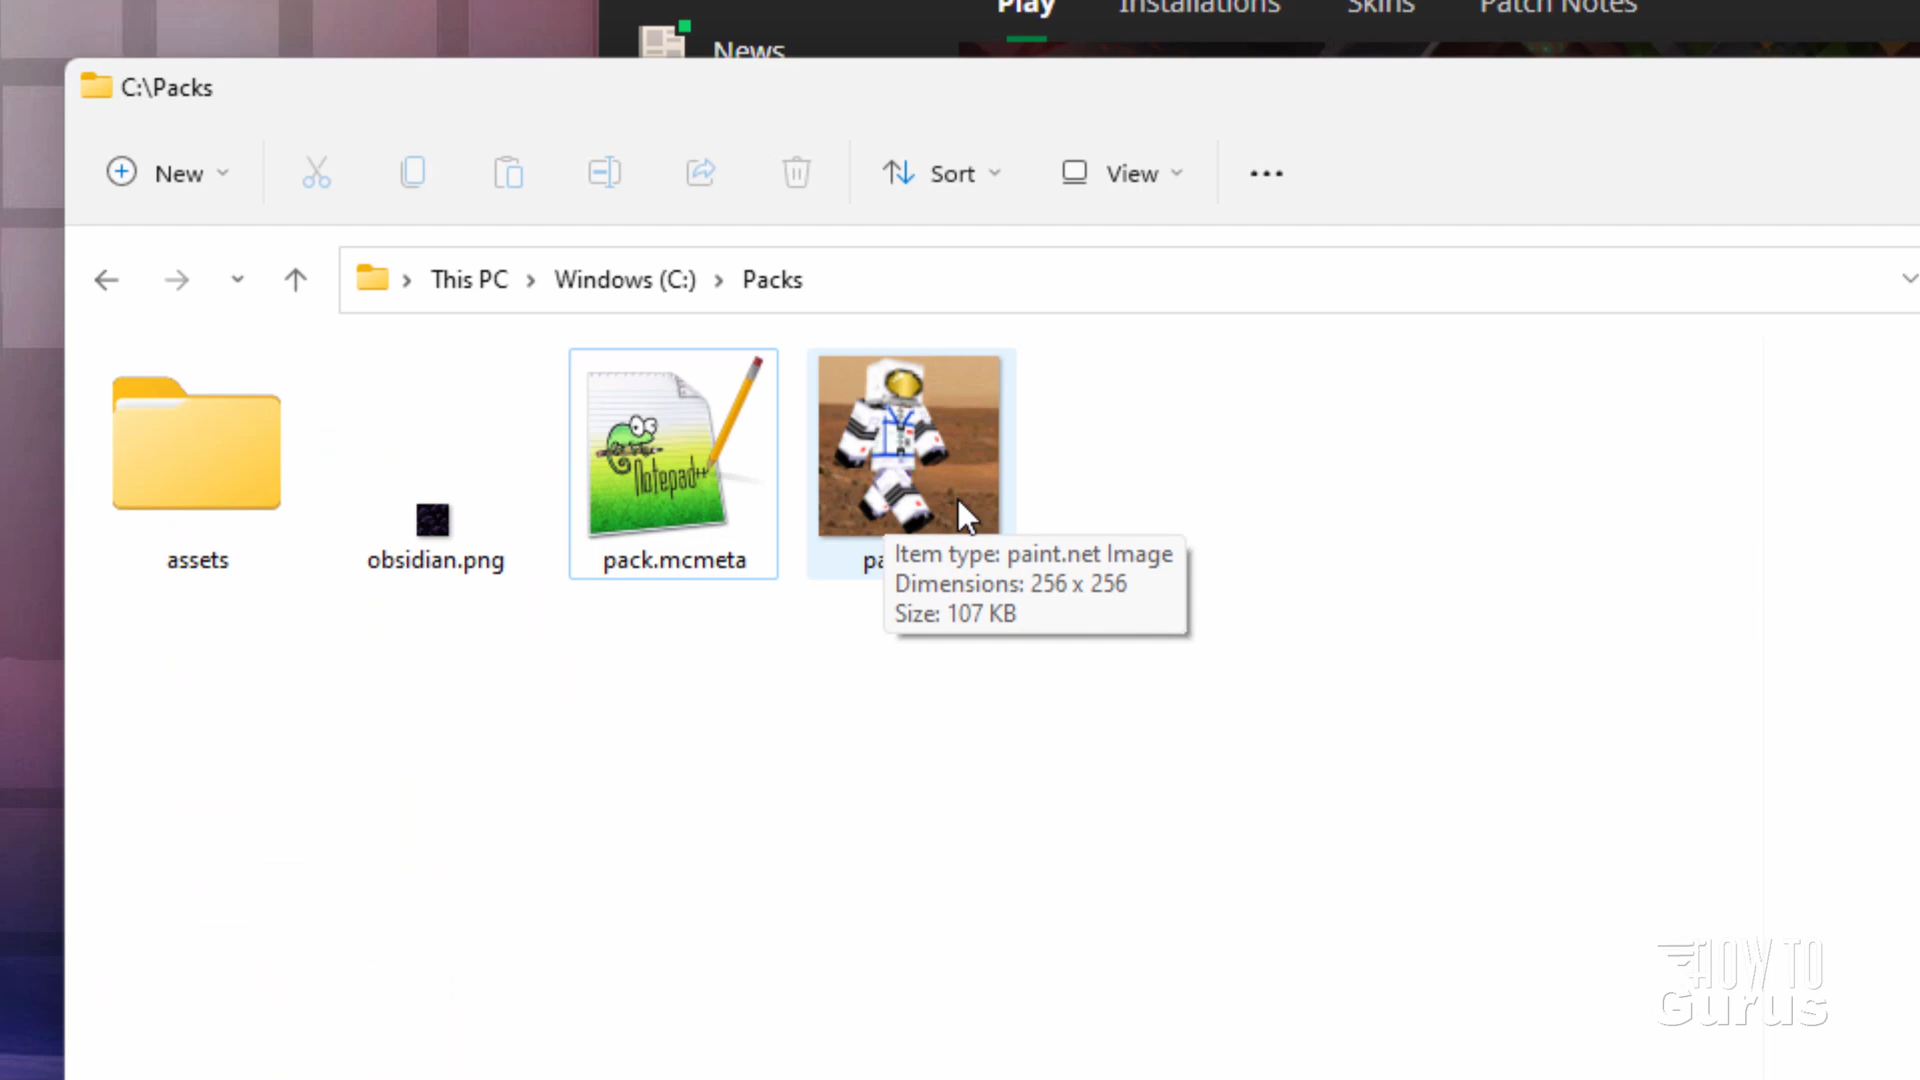 Play Installations Skins Patch Notes
News
C:\Packs
New Sort View
This PC Windows (C:) Packs
Notepad++
assets obsidian.png pack.mcmeta pa
Item type: paint.net Image
Dimensions: 256 x 256
Size: 107 KB
HOW TO
Gurus